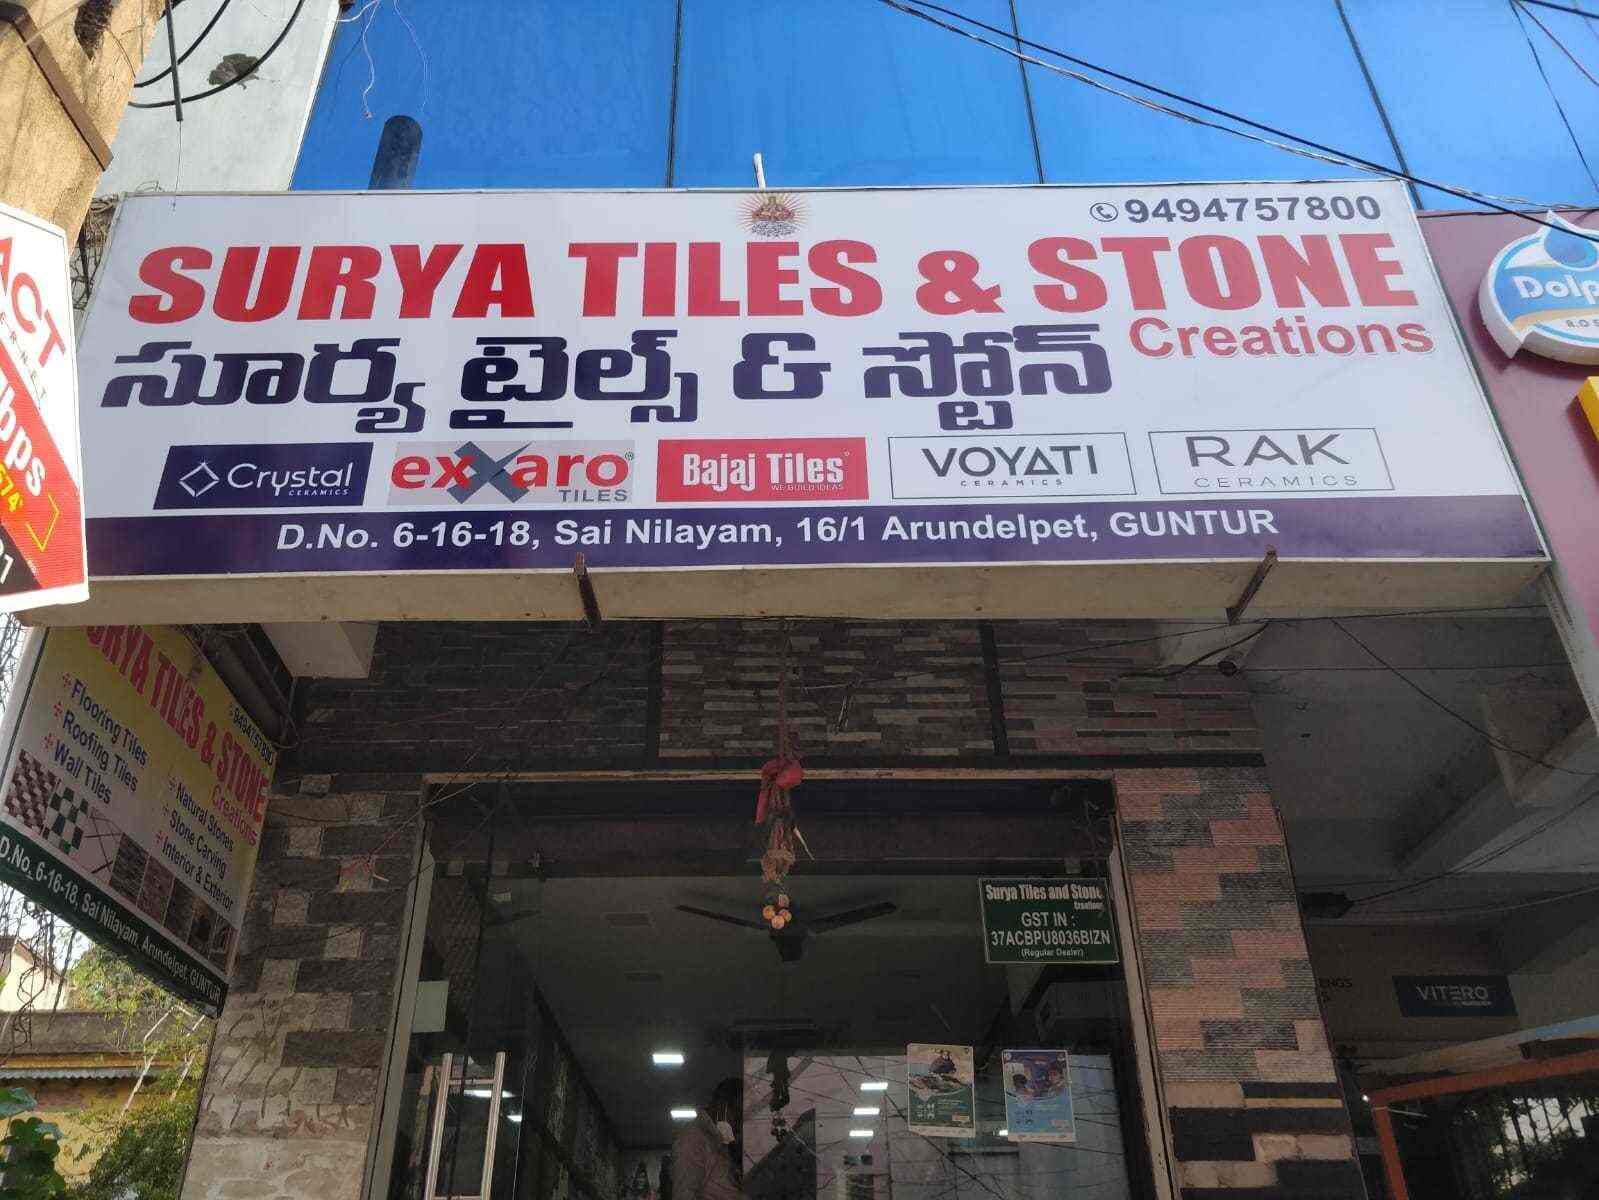 9494757800
SURYA TILES & STONE
Creations
సూర్య టైల్స్ & స్టోన్
Crystal
CERAMICS
exxaro
TILES
Bajaj Tiles
WE BUILD IDEAS
VOYATI
CERAMICS
RAK
CERAMICS
D.No. 6-16-18, Sai Nilayam, 16/1 Arundelpet, GUNTUR
ACT
bps
SURYA TILES & STONE
Creations
9494757800
Flooring Tiles
Roofing Tiles
Wall Tiles
Natural Stones
Stone Carving
Interior & Exterior
D.No. 6-16-18, Sai Nilayam, Arundelpet, GUNTUR
Surya Tiles and Stone
Creations
GST IN :
37ACBPU8036BIZN
(Regular Dealer)
VITERO
Dolp
R.O S